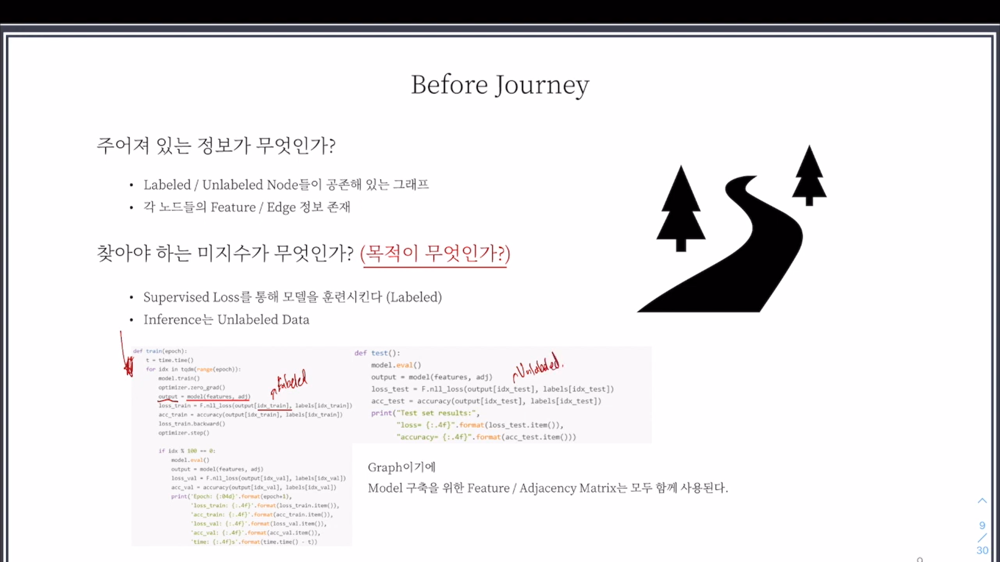 Before Journey
주어져 있는 정보가 무엇인가?
• Labeled / Unlabeled Node들이 공존해 있는 그래프
• 각 노드들의 Feature / Edge 정보 존재
찾아야 하는 미지수가 무엇인가? (목적이 무엇인가?)
• Supervised Loss를 통해 모델을 훈련시킨다 (Labeled)
• Inference는 Unlabeled Data
def train(epoch):
t = time.time()
for idx in tqdm(range(epoch)):
model.train()
optimizer.zero_grad()
output = model(features, adj)
Labeled
loss_train = F.nll_loss(output[idx_train], labels[idx_train])
acc_train = accuracy(output[idx_train], labels[idx_train])
loss_train.backward()
optimizer.step()
if idx % 100 == 0:
model.eval()
output = model(features, adj)
loss_val = F.nll_loss(output[idx_val], labels[idx_val])
acc_val = accuracy(output[idx_val], labels[idx_val])
print('Epoch: {:04d}'.format(epoch+1),
'loss_train: {:.4f}'.format(loss_train.item()),
'acc_train: {:.4f}'.format(acc_train.item()),
'loss_val: {:.4f}'.format(loss_val.item()),
'acc_val: {:.4f}'.format(acc_val.item()),
'time: {:.4f}s'.format(time.time() - t))
def test():
model.eval()
Unlabeled.
output = model(features, adj)
loss_test = F.nll_loss(output[idx_test], labels[idx_test])
acc_test = accuracy(output[idx_test], labels[idx_test])
print("Test set results:",
"loss= {:.4f}".format(loss_test.item()),
"accuracy= {:.4f}".format(acc_test.item()))
Graph이기에
Model 구축을 위한 Feature / Adjacency Matrix는 모두 함께 사용된다.
9
/
30